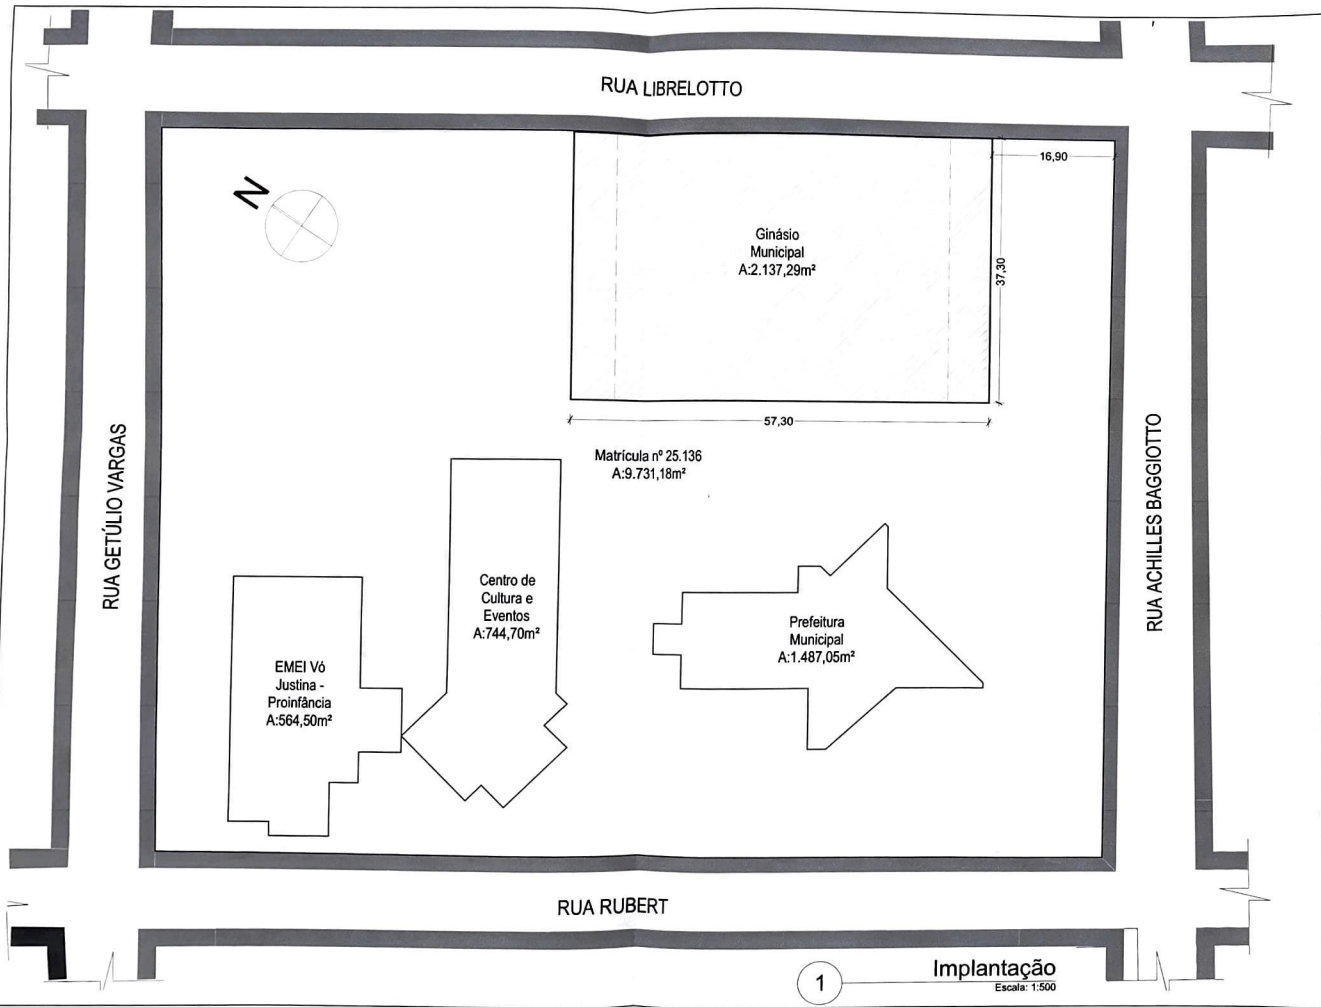 RUA LIBRELOTTO
16,90
N
Ginásio
Municipal
A:2.137,29m²
37,30
57,30
Matrícula nº 25.136
A:9.731,18m²
RUA GETÚLIO VARGAS
RUA ACHILLES BAGGIOTTO
Centro de
Cultura e
Eventos
A:744,70m²
Prefeitura
Municipal
A:1.487,05m²
EMEI Vó
Justina -
Proinfância
A:564,50m²
RUA RUBERT
1
Implantação
Escala: 1:500